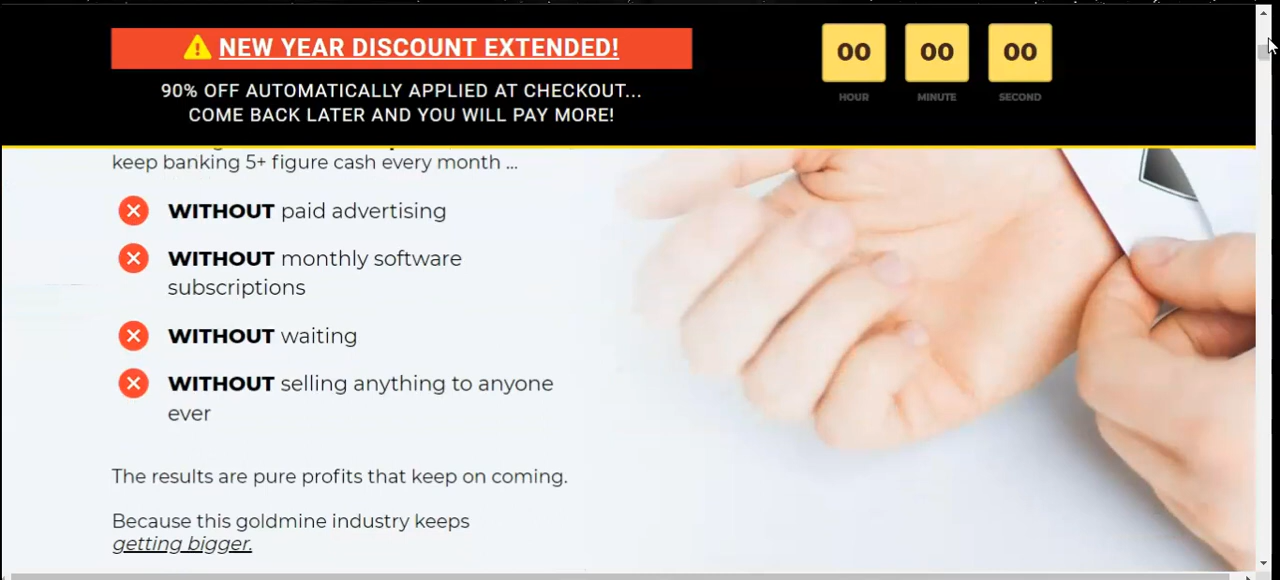 NEW YEAR DISCOUNT EXTENDED!
90% OFF AUTOMATICALLY APPLIED AT CHECKOUT...
COME BACK LATER AND YOU WILL PAY MORE!
00 00 00
HOUR MINUTE SECOND
keep banking 5+ figure cash every month ...
WITHOUT paid advertising
WITHOUT monthly software
subscriptions
WITHOUT waiting
WITHOUT selling anything to anyone
ever
The results are pure profits that keep on coming.
Because this goldmine industry keeps
getting bigger.